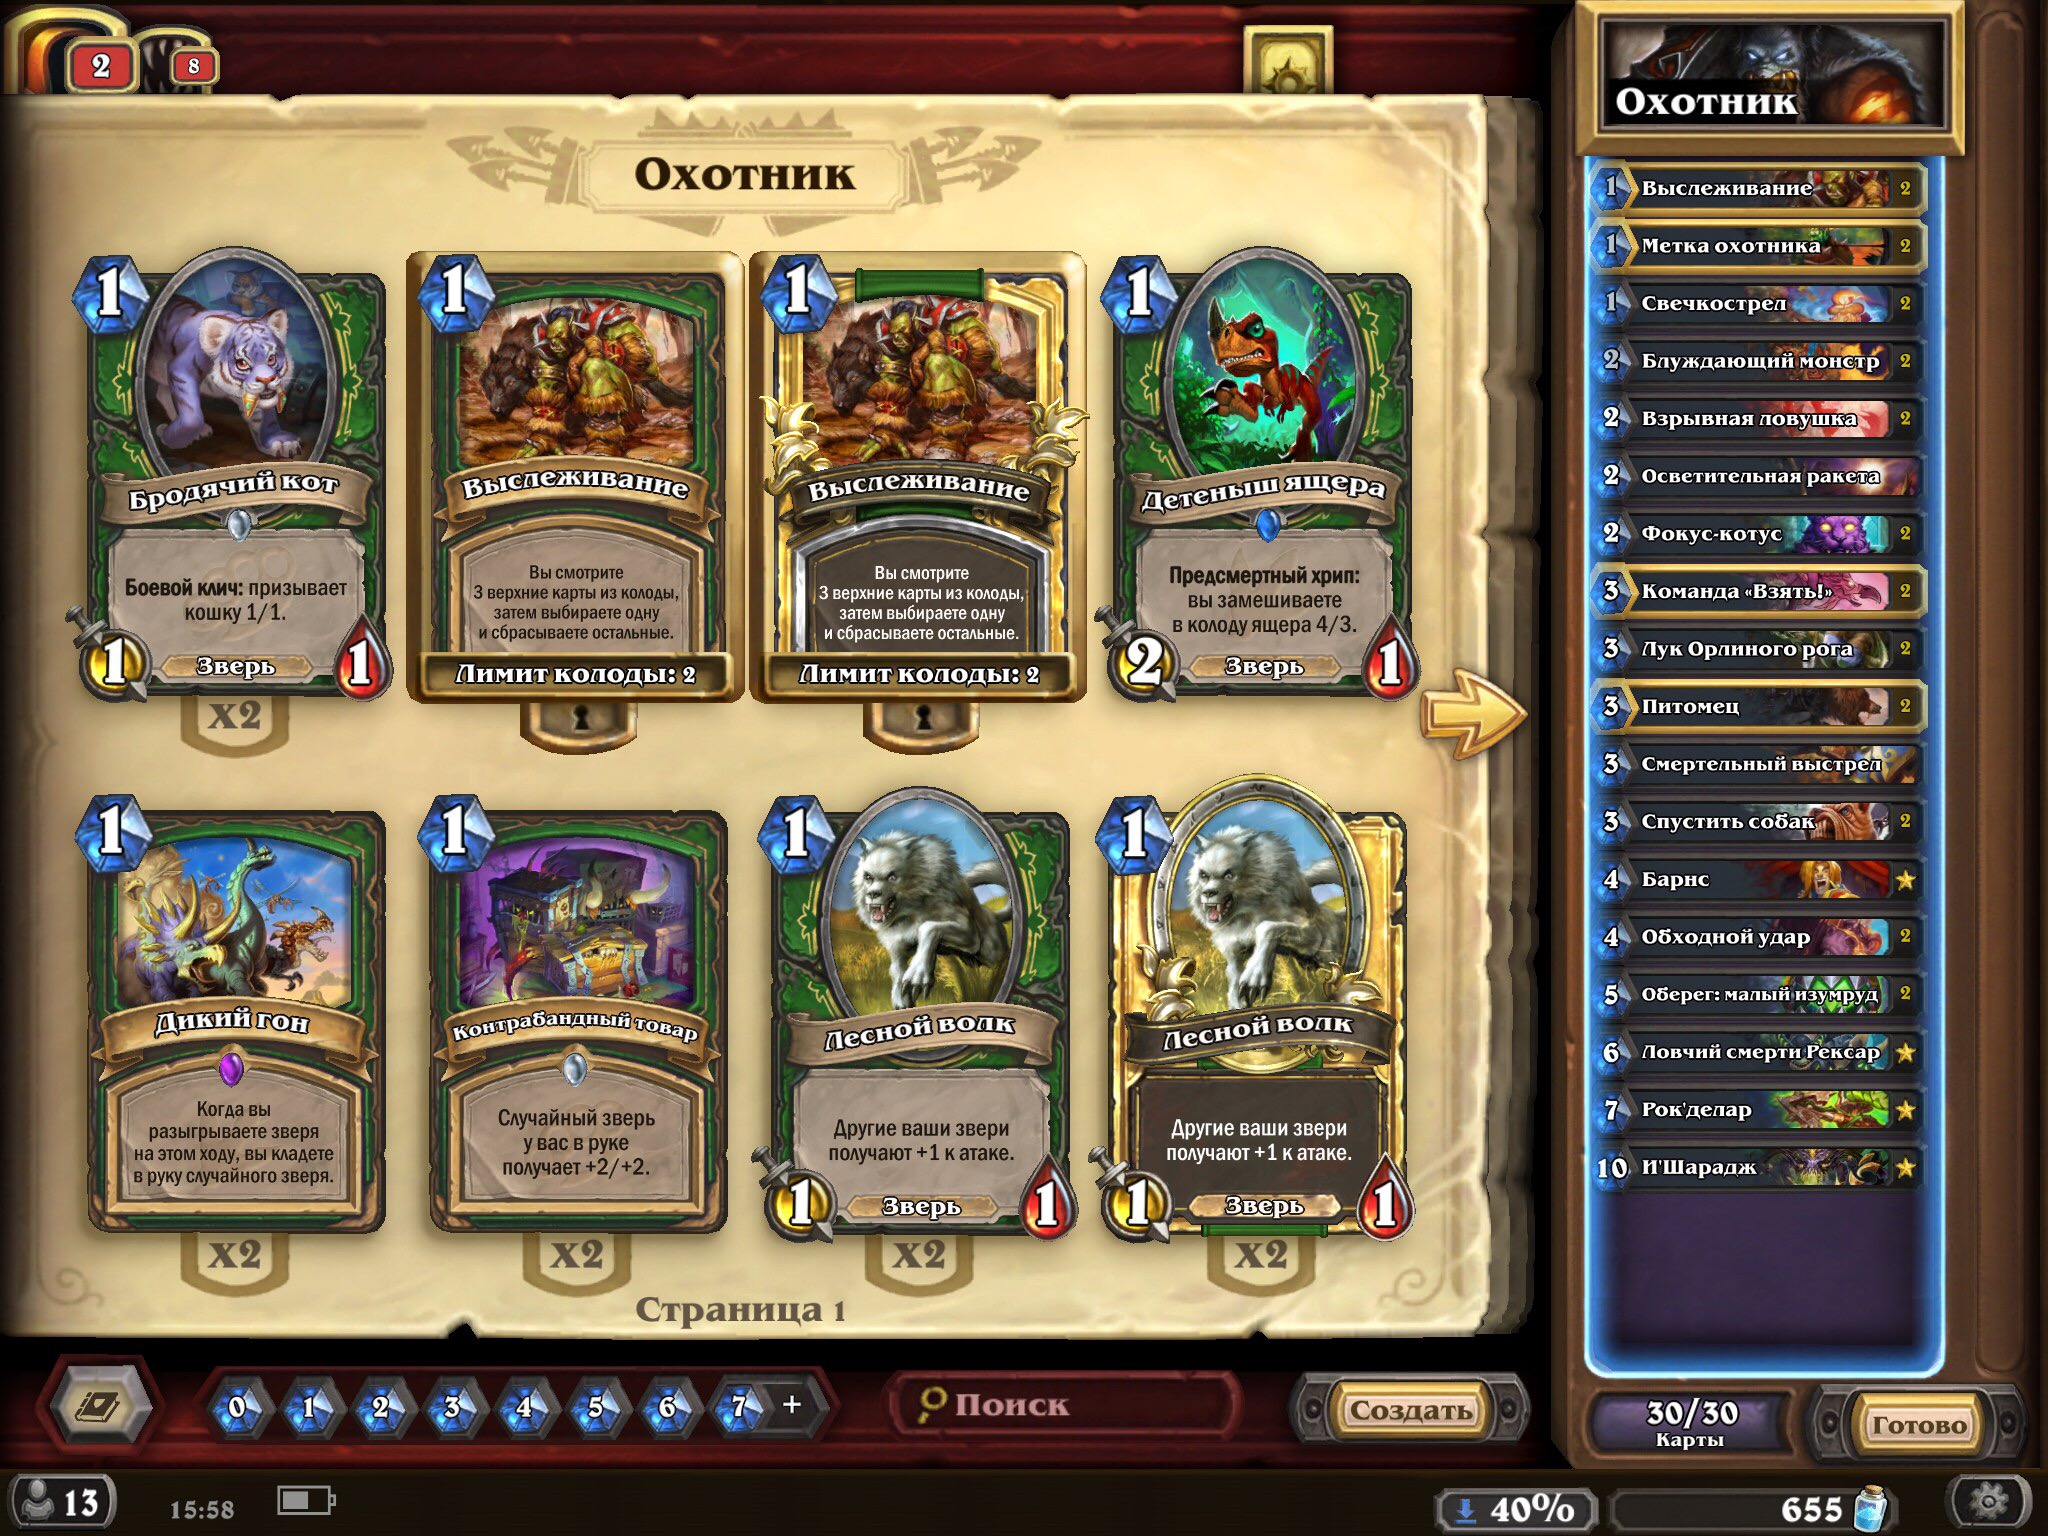 2
8
Охотник
Охотник
1
Бродячий кот
Боевой клич: призывает
кошку 1/1.
1
Зверь
1
X2
1
Выслеживание
Вы смотрите
3 верхние карты из колоды,
затем выбираете одну
и сбрасываете остальные.
Лимит колоды: 2
1
Выслеживание
Вы смотрите
3 верхние карты из колоды,
затем выбираете одну
и сбрасываете остальные.
Лимит колоды: 2
1
Детеныш ящера
Предсмертный хрип:
вы замешиваете
в колоду ящера 4/3.
2
Зверь
1
1
Дикий гон
Когда вы
разыгрываете зверя
на этом ходу, вы кладете
в руку случайного зверя.
X2
1
Контрабандный товар
Случайный зверь
у вас в руке
получает +2/+2.
X2
1
Лесной волк
Другие ваши звери
получают +1 к атаке.
1
Зверь
1
X2
1
Лесной волк
Другие ваши звери
получают +1 к атаке.
1
Зверь
1
X2
Страница 1
1 Выслеживание 2
1 Метка охотника 2
1 Свечкострел 2
2 Блуждающий монстр 2
2 Взрывная ловушка 2
2 Осветительная ракета
2 Фокус-котус 2
3 Команда «Взять!» 2
3 Лук Орлиного рога 2
3 Питомец 2
3 Смертельный выстрел
3 Спустить собак 2
4 Барнс
4 Обходной удар 2
5 Оберег: малый изумруд 2
6 Ловчий смерти Рексар
7 Рок'делар
10 И'Шарадж
0 1 2 3 4 5 6 7 +
Поиск
Создать
30/30
Карты
Готово
13
15:58
40%
655